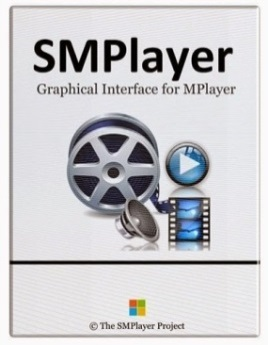 SMPlayer
Graphical Interface for MPlayer
© The SMPlayer Project